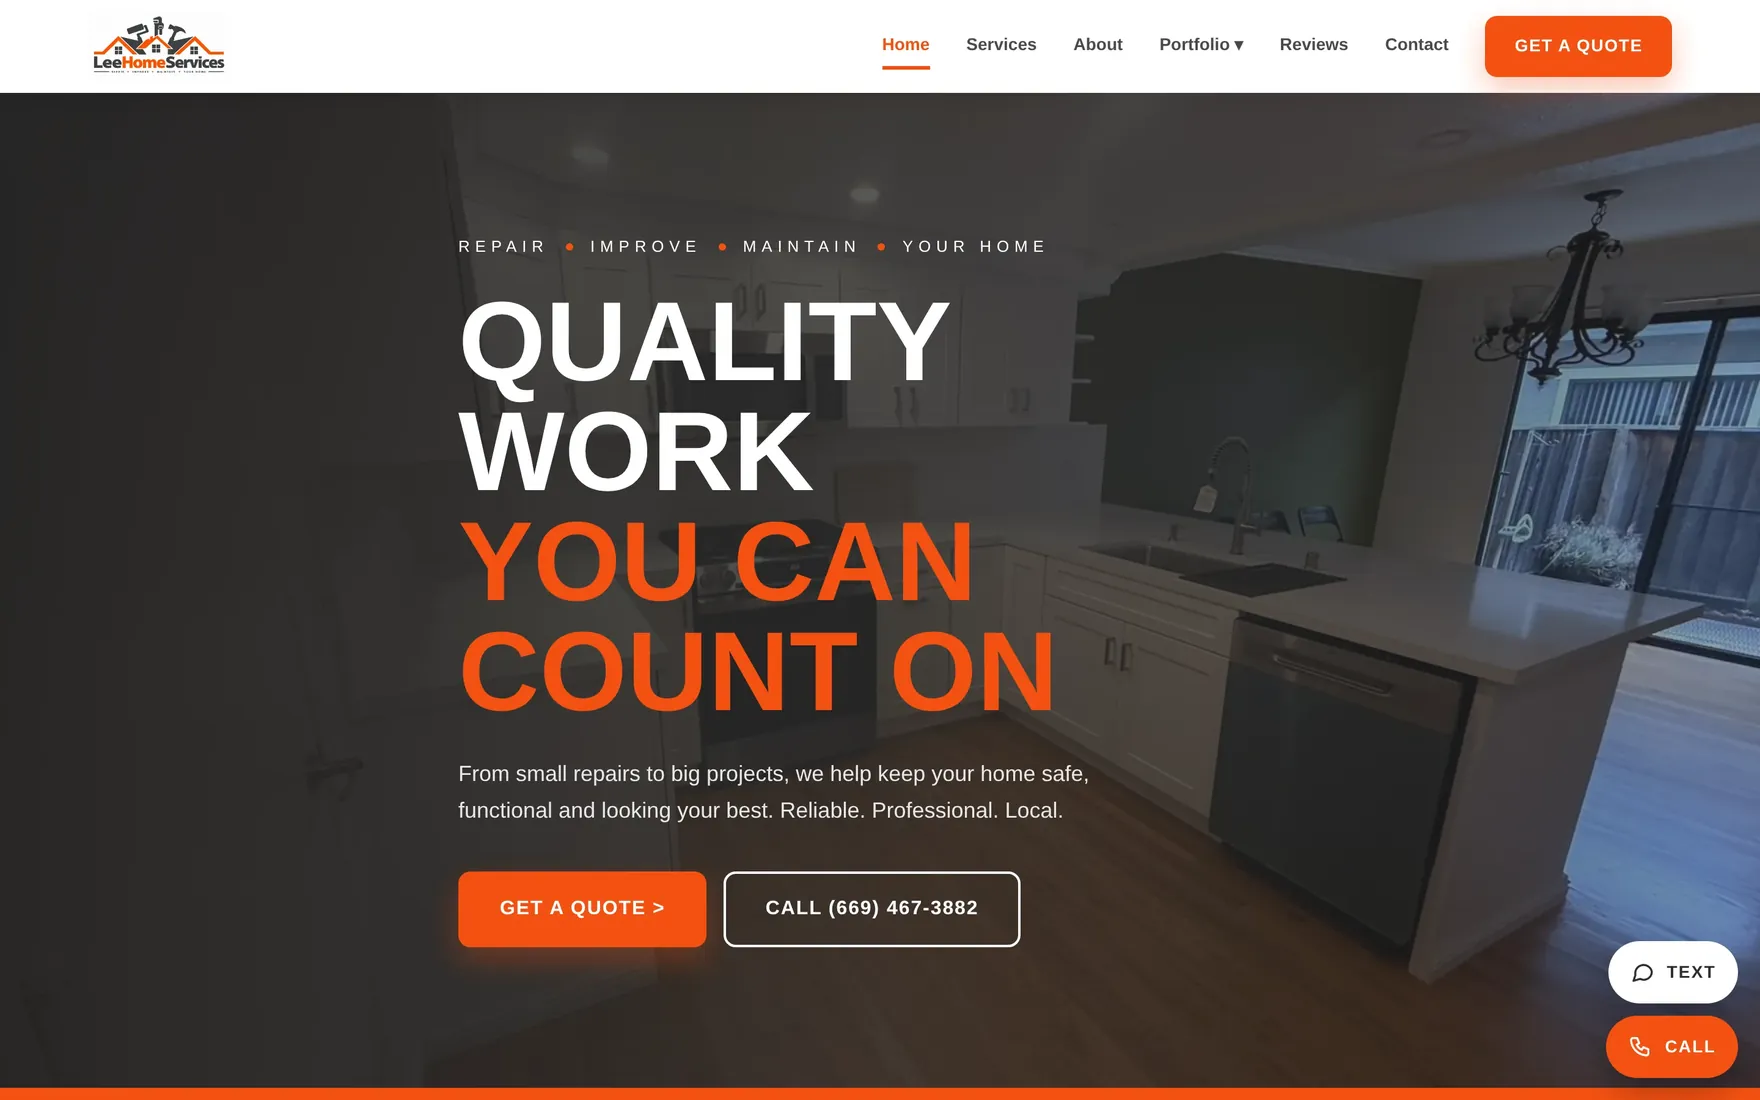 LeeHomeServices
Home
Services
About
Portfolio ▾
Reviews
Contact
GET A QUOTE
REPAIR • IMPROVE • MAINTAIN • YOUR HOME
QUALITY
WORK
YOU CAN
COUNT ON
From small repairs to big projects, we help keep your home safe,
functional and looking your best. Reliable. Professional. Local.
GET A QUOTE >
CALL (669) 467-3882
TEXT
CALL